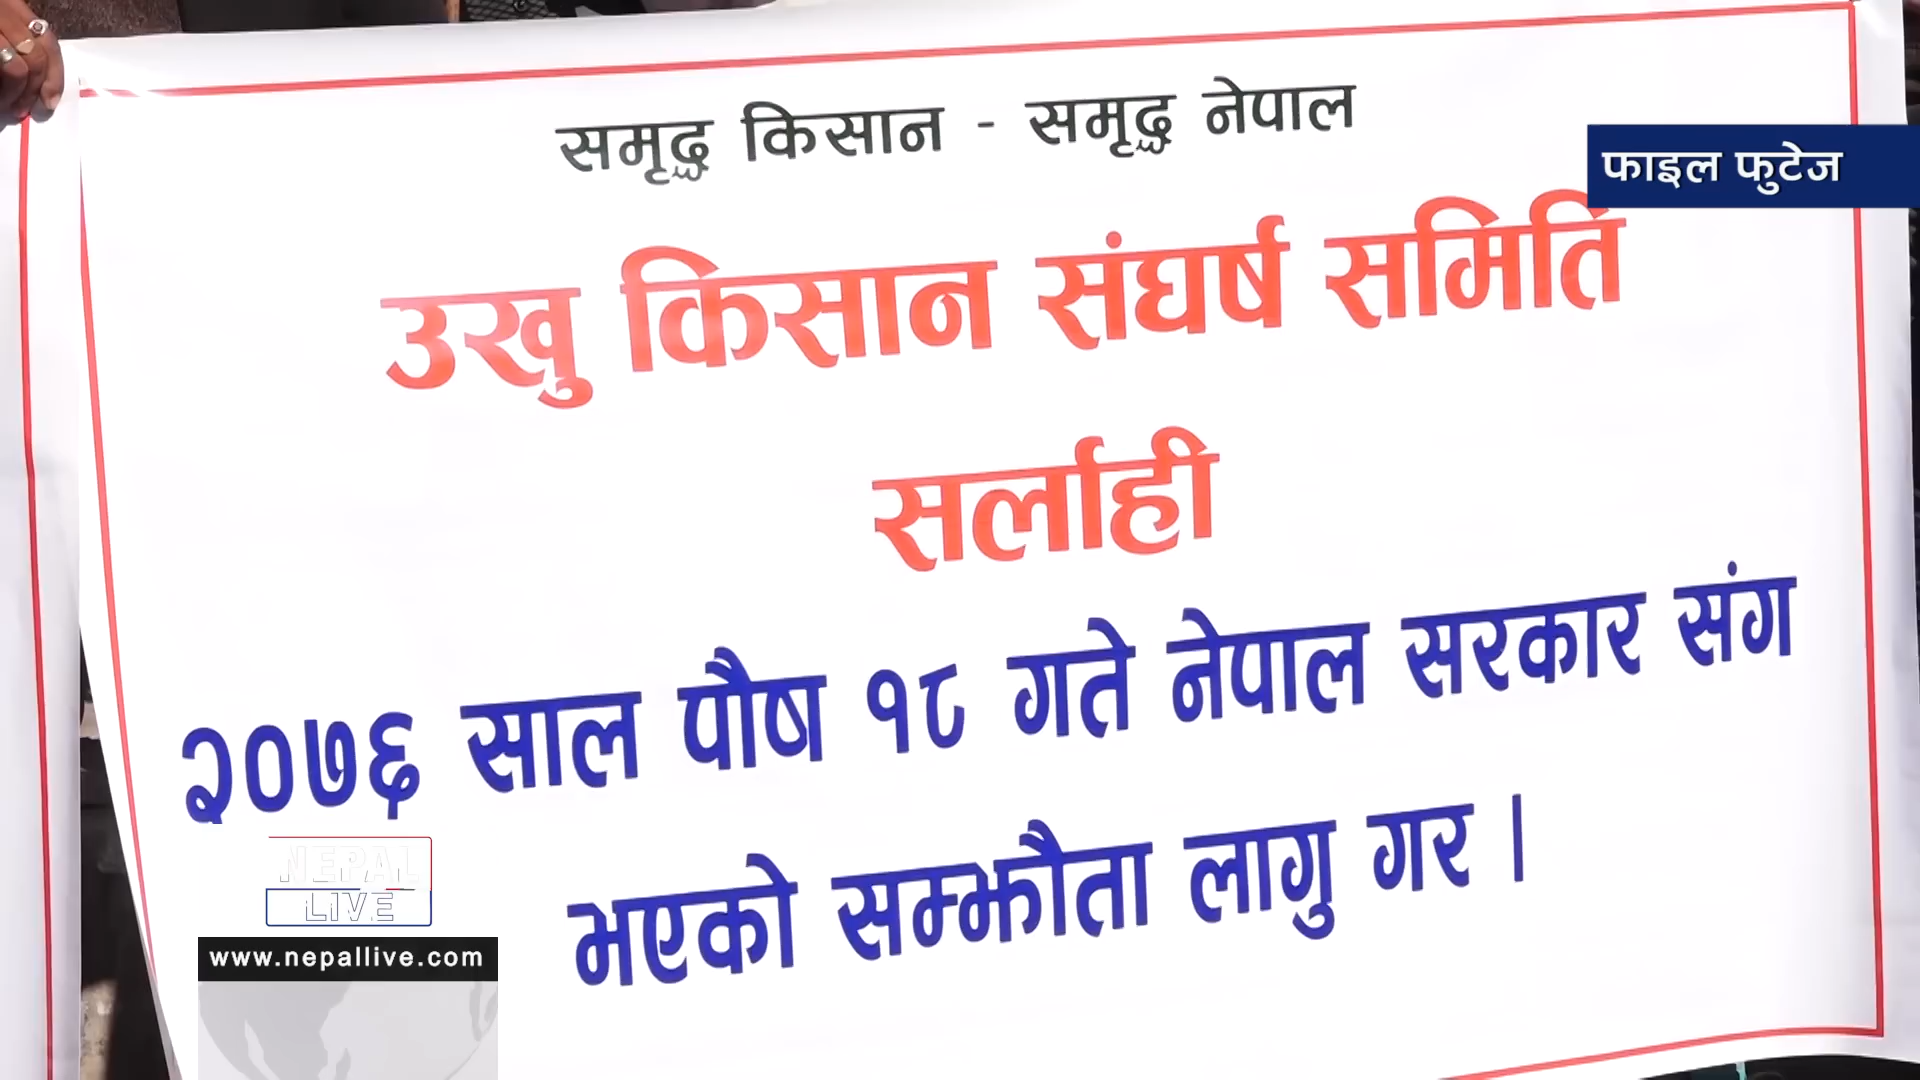 समृद्ध किसान - समृद्ध नेपाल
फाइल फुटेज
उखु किसान संघर्ष समिति
सर्लाही
२०७६ साल पौष १८ गते नेपाल सरकार संग
भएको सम्झौता लागु गर ।
NEPAL
LIVE
www.nepallive.com